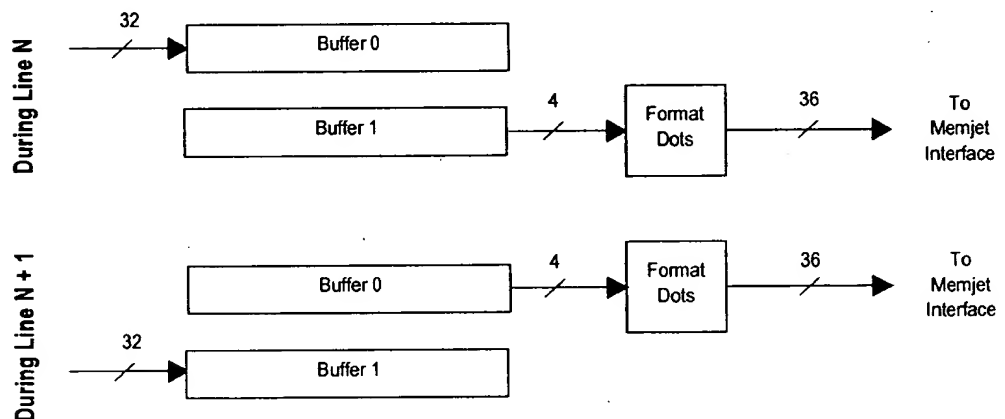 During Line N
32
Buffer 0
Buffer 1
4
Format
Dots
36
To
Memjet
Interface
During Line N + 1
Buffer 0
4
Format
Dots
36
To
Memjet
Interface
32
Buffer 1